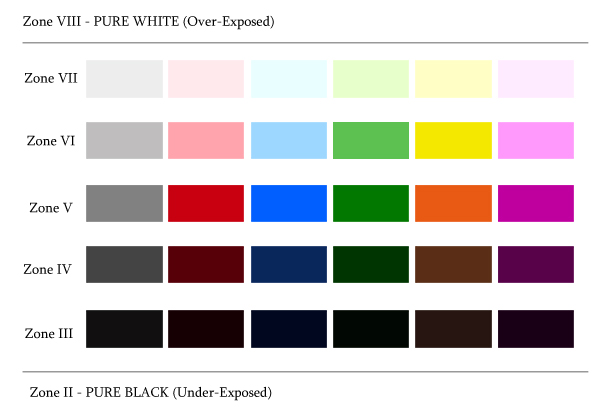 Zone VIII - PURE WHITE (Over-Exposed)
Zone VII
Zone VI
Zone V
Zone IV
Zone III
Zone II - PURE BLACK (Under-Exposed)